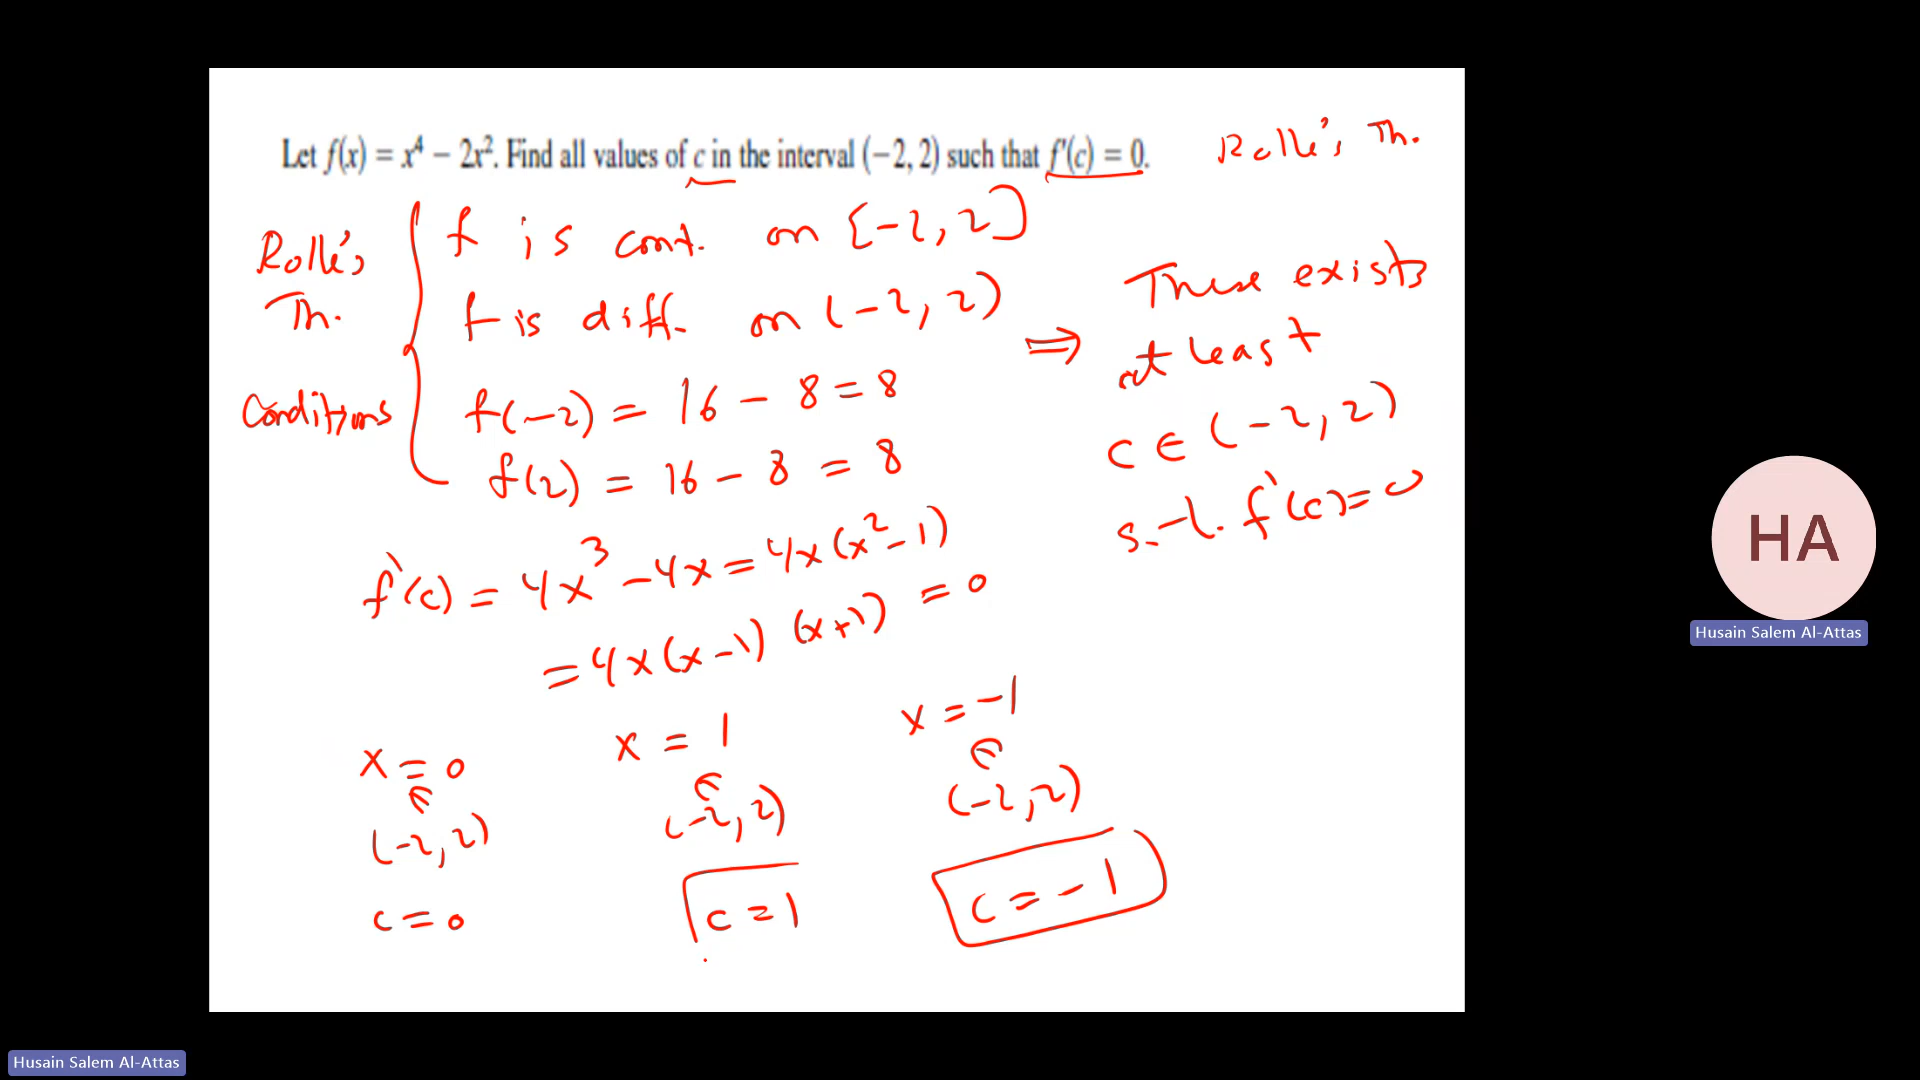 Let f(x) = x⁴ − 2x². Find all values of c in the interval (−2, 2) such that f′(c) = 0.
Rolle's Th.
Rolle's
Th.
Conditions
f is cont. on [-2, 2]
f is diff. on (-2, 2)
f(-2) = 16 - 8 = 8
f(2) = 16 - 8 = 8
⇒
There exists
at least
c ∈ (-2, 2)
s.t. f'(c) = 0
f'(c) = 4x³ - 4x = 4x(x² - 1)
= 4x(x-1)(x+1) = 0
x = 0
∈
(-2, 2)
c = 0
x = 1
∈
(-2, 2)
c = 1
x = -1
∈
(-2, 2)
c = -1
HA
Husain Salem Al-Attas
Husain Salem Al-Attas